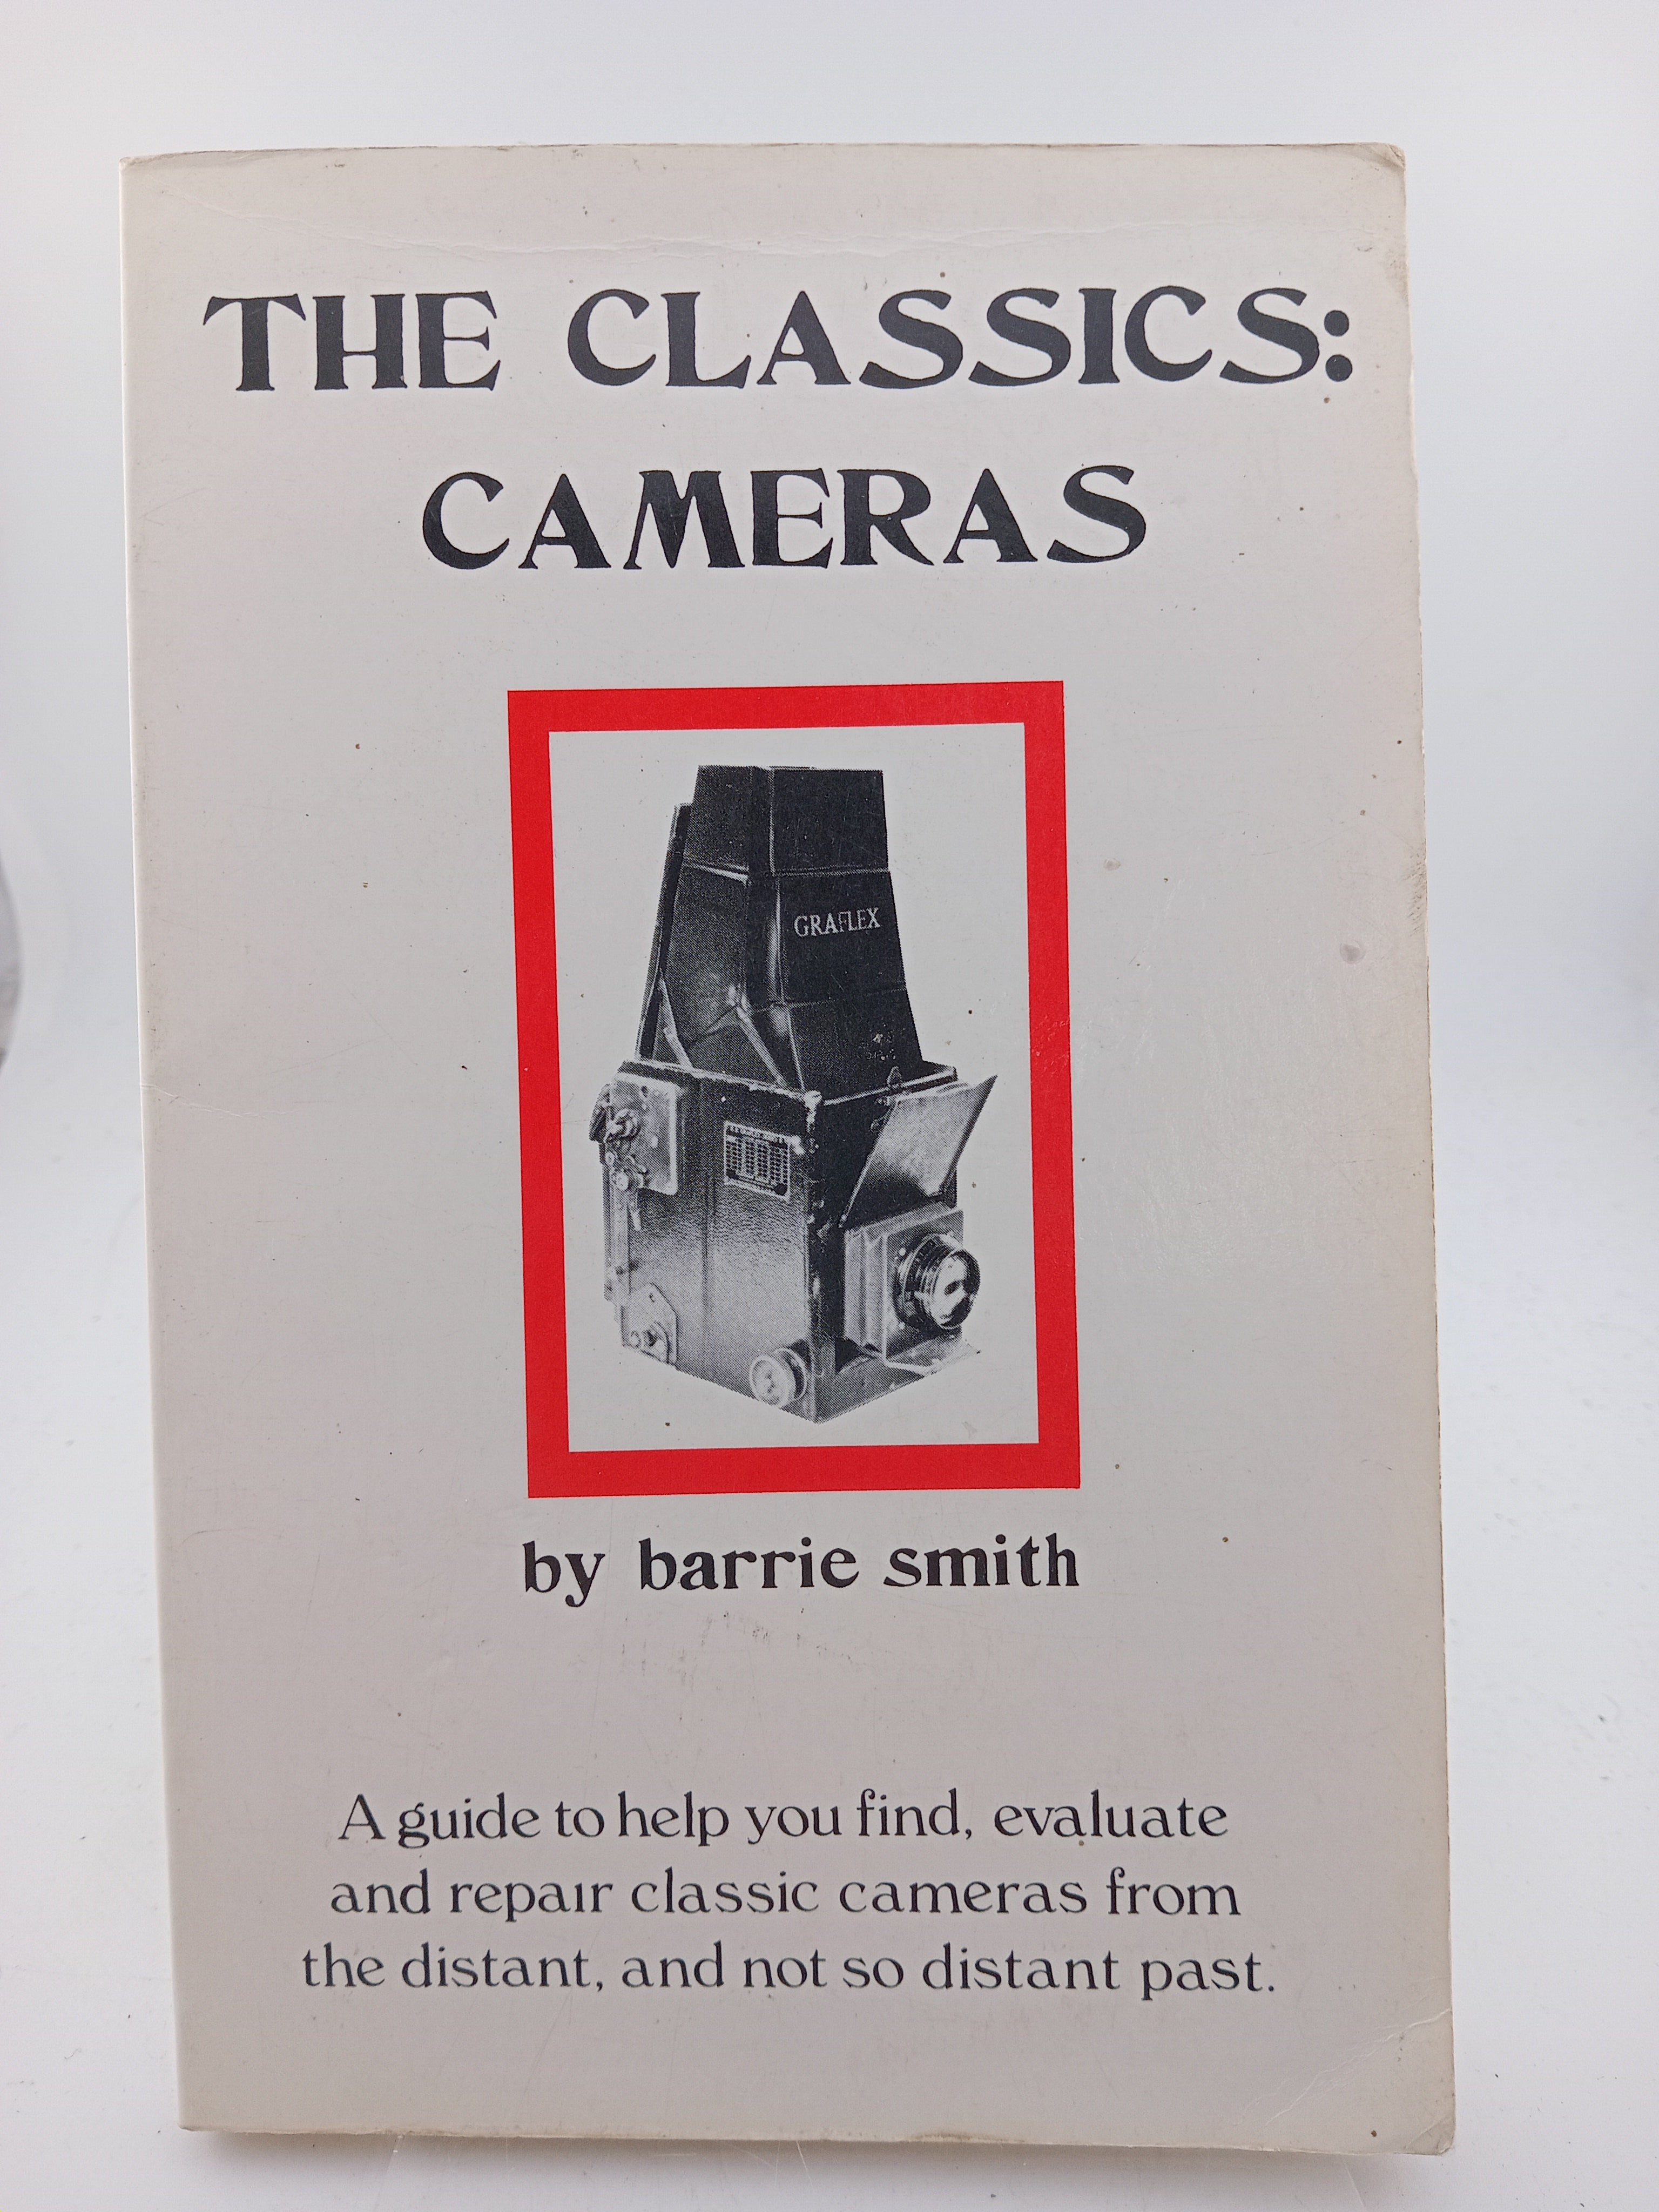 THE CLASSICS:
CAMERAS
GRAFLEX
by barrie smith
A guide to help you find, evaluate
and repair classic cameras from
the distant, and not so distant past.